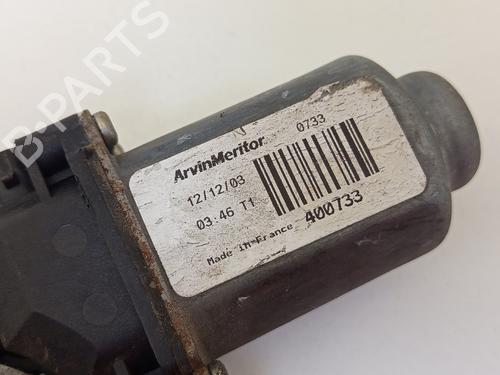 ArvinMeritor 0733
12/12/03
03:46 T1
Made in France 400733
B-PARTS